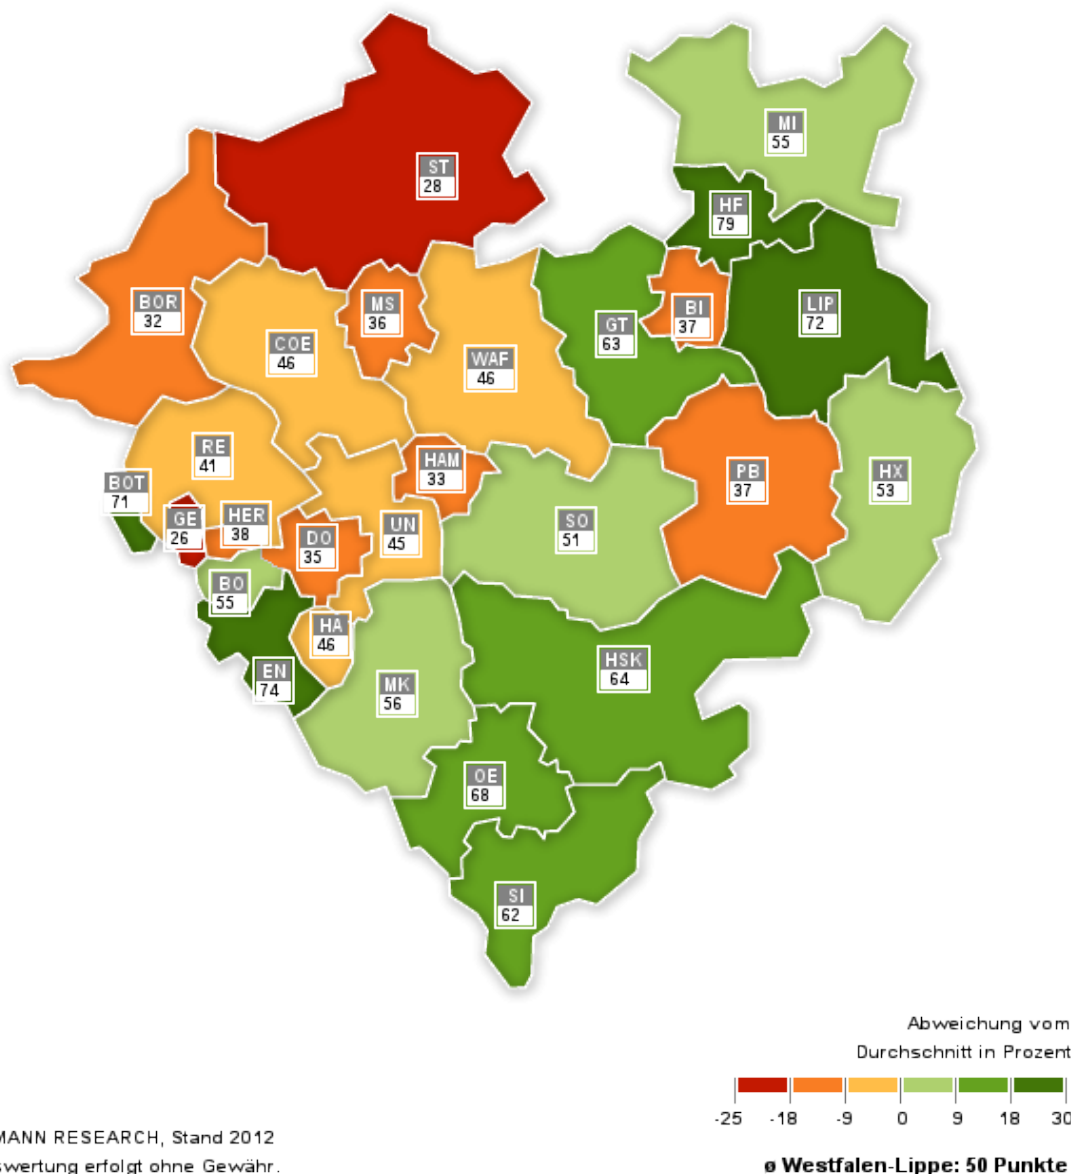 MI
55
ST
28
HF
79
BOR
32
MS
36
BI
37
LIP
72
GT
63
COE
46
WAF
46
RE
41
HAM
33
PB
37
HX
53
BOT
71
GE
26
HER
38
DO
35
UN
45
SO
51
BO
55
HA
46
EN
74
MK
56
HSK
64
OE
68
SI
62
Abweichung vom
Durchschnitt in Prozent
-25 -18 -9 0 9 18 30
MANN RESEARCH, Stand 2012
swertung erfolgt ohne Gewähr.
ø Westfalen-Lippe: 50 Punkte